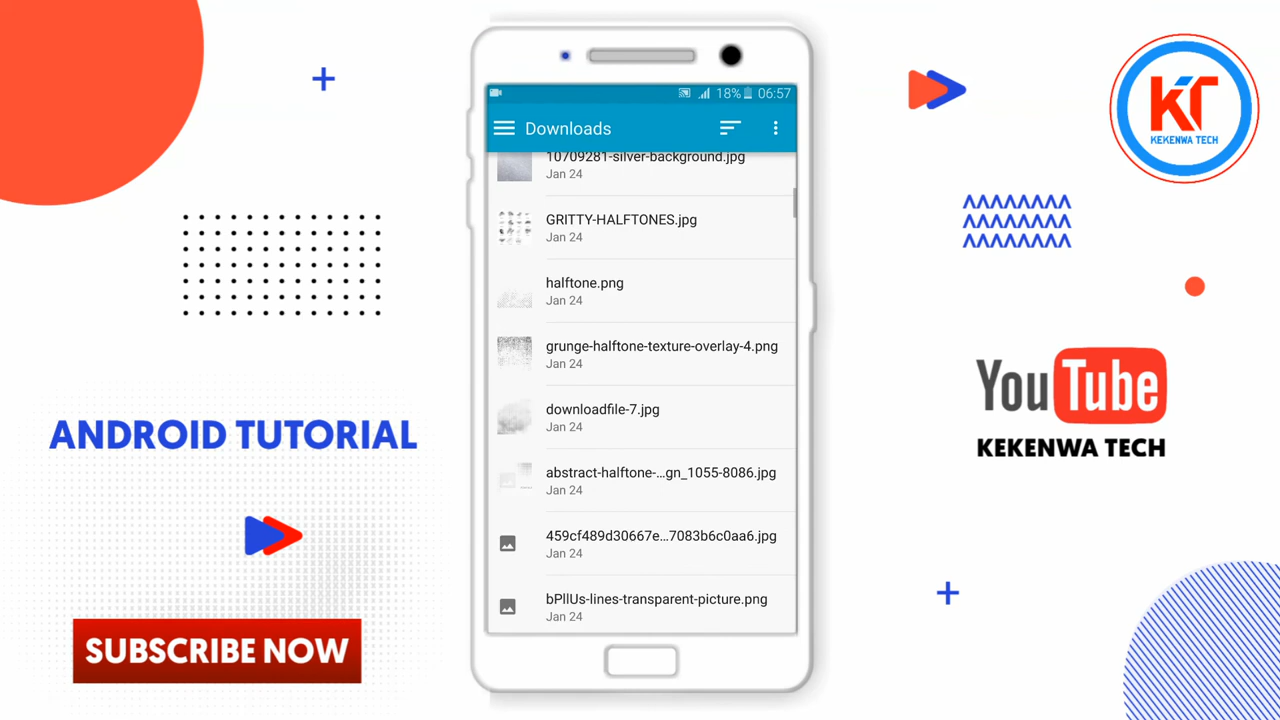 18% 06:57
Downloads
10709281-silver-background.jpg
Jan 24
GRITTY-HALFTONES.jpg
Jan 24
halftone.png
Jan 24
grunge-halftone-texture-overlay-4.png
Jan 24
downloadfile-7.jpg
Jan 24
abstract-halftone-...gn_1055-8086.jpg
Jan 24
459cf489d30667e...7083b6c0aa6.jpg
Jan 24
bPllUs-lines-transparent-picture.png
Jan 24
ANDROID TUTORIAL
SUBSCRIBE NOW
KT
KEKENWA TECH
YouTube
KEKENWA TECH